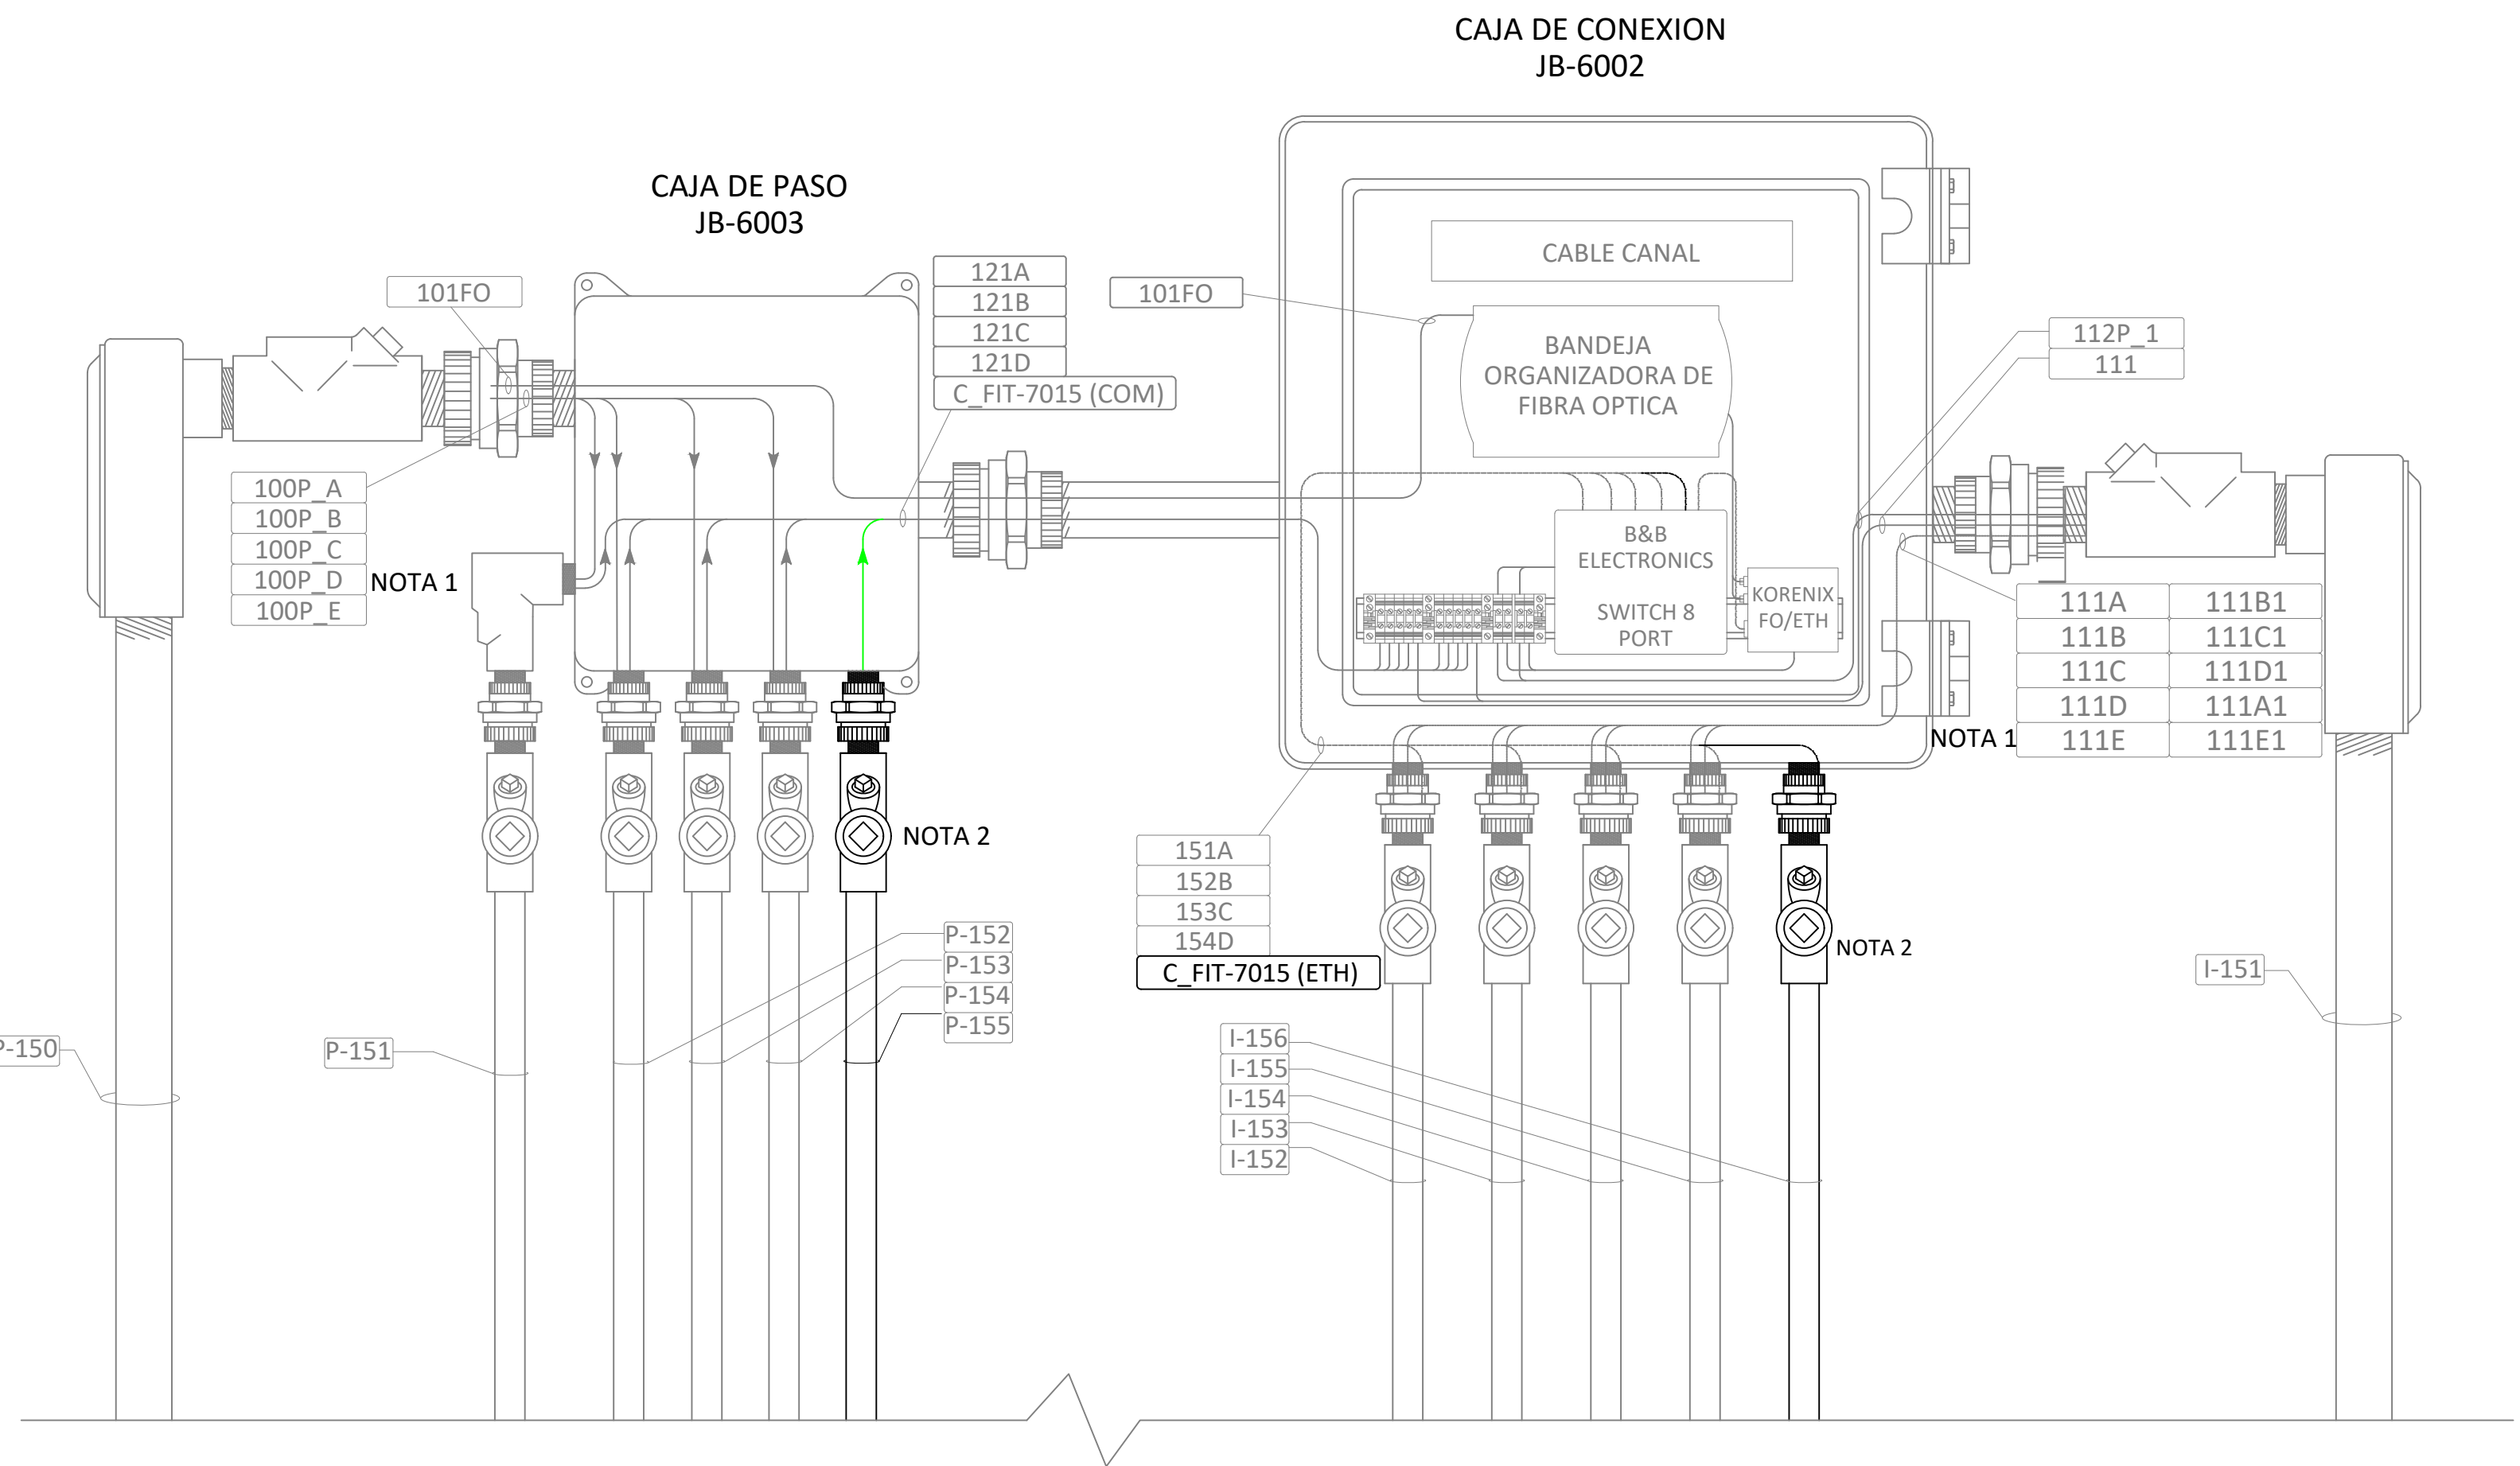 CAJA DE CONEXION
JB-6002
CAJA DE PASO
JB-6003
101FO
121A
121B
121C
121D
C_FIT-7015 (COM)
101FO
CABLE CANAL
BANDEJA
ORGANIZADORA DE
FIBRA OPTICA
112P_1
111
100P_A
100P_B
100P_C
100P_D
100P_E
NOTA 1
B&B
ELECTRONICS
SWITCH 8
PORT
KORENIX
FO/ETH
111A 111B1
111B 111C1
111C 111D1
111D 111A1
111E 111E1
NOTA 1
NOTA 2
151A
152B
153C
154D
C_FIT-7015 (ETH)
NOTA 2
P-152
P-153
P-154
P-155
I-151
P-150
P-151
I-156
I-155
I-154
I-153
I-152